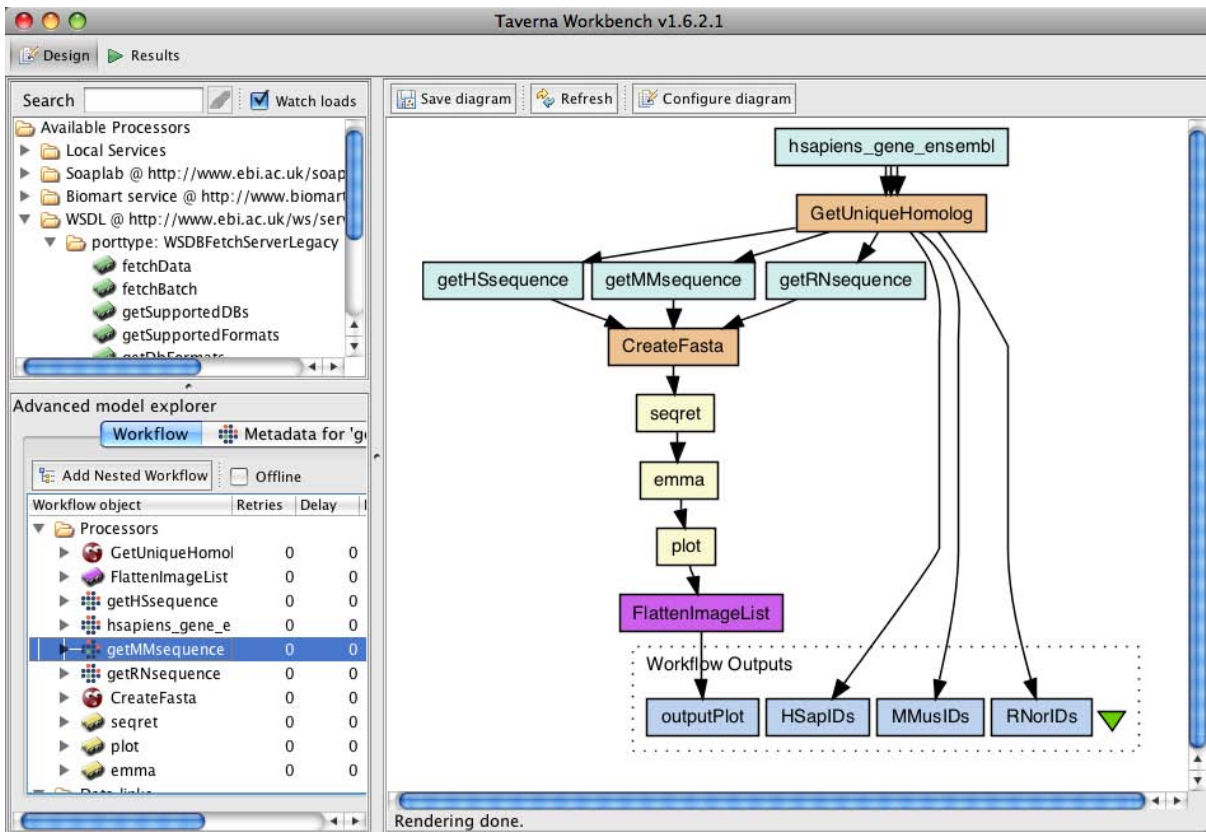 Taverna Workbench v1.6.2.1
Design
Results
Search
Watch loads
Available Processors
Local Services
Soaplab @ http://www.ebi.ac.uk/soap
Biomart service @ http://www.biomart
WSDL @ http://www.ebi.ac.uk/ws/serv
porttype: WSDBFetchServerLegacy
fetchData
fetchBatch
getSupportedDBs
getSupportedFormats
getDbFormats
Advanced model explorer
Workflow
Metadata for 'ge
Add Nested Workflow
Offline
Workflow object Retries Delay
Processors
GetUniqueHomol 0 0
FlattenImageList 0 0
getHSsequence 0 0
hsapiens_gene_e 0 0
getMMsequence 0 0
getRNsequence 0 0
CreateFasta 0 0
seqret 0 0
plot 0 0
emma 0 0
Data links
Save diagram
Refresh
Configure diagram
hsapiens_gene_ensembl
GetUniqueHomolog
getHSsequence getMMsequence getRNsequence
CreateFasta
seqret
emma
plot
FlattenImageList
Workflow Outputs
outputPlot HSapIDs MMusIDs RNorIDs
Rendering done.